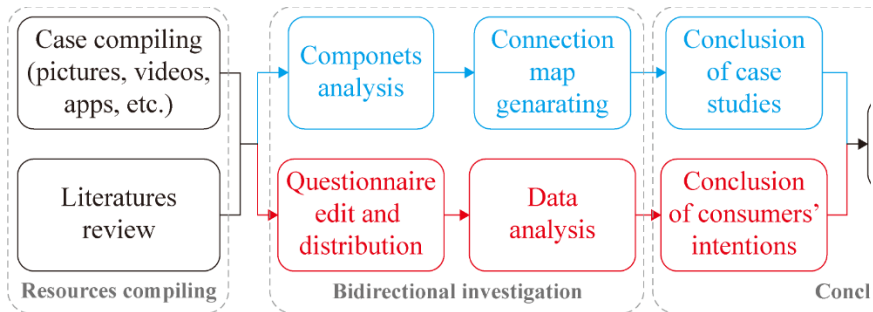 Case compiling
(pictures, videos,
apps, etc.)
Componets
analysis
Connection
map
genarating
Conclusion
of case
studies
Literatures
review
Questionnaire
edit and
distribution
Data
analysis
Conclusion
of consumers’
intentions
Resources compiling
Bidirectional investigation
Concl